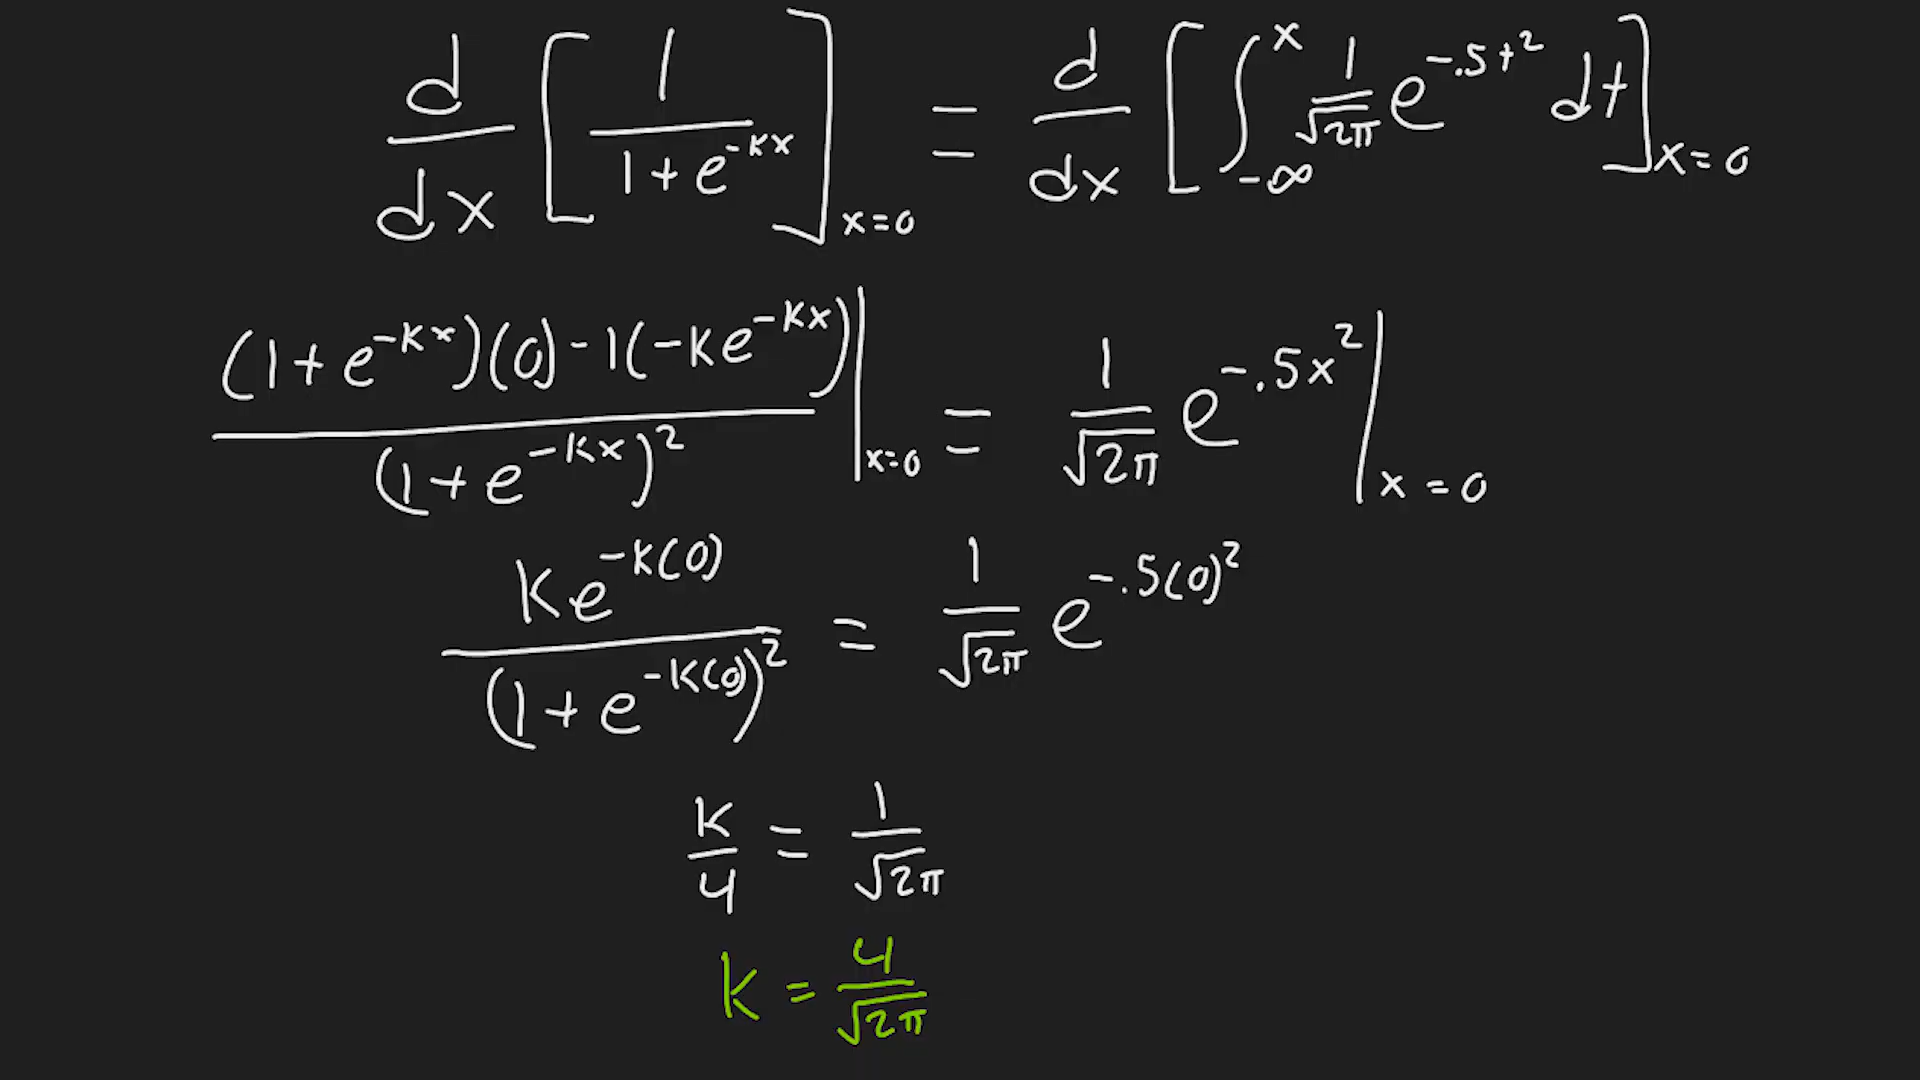 d/dx [1/(1+e^{-kx})]_{x=0} = d/dx [∫_{-∞}^{x} 1/√(2π) e^{-.5t²} dt]_{x=0}
((1+e^{-kx})(0)-1(-ke^{-kx}))/((1+e^{-kx})²)|_{x=0} = 1/√(2π) e^{-.5x²}|_{x=0}
ke^{-k(0)}/(1+e^{-k(0)})² = 1/√(2π) e^{-.5(0)²}
k/4 = 1/√(2π)
k = 4/√(2π)